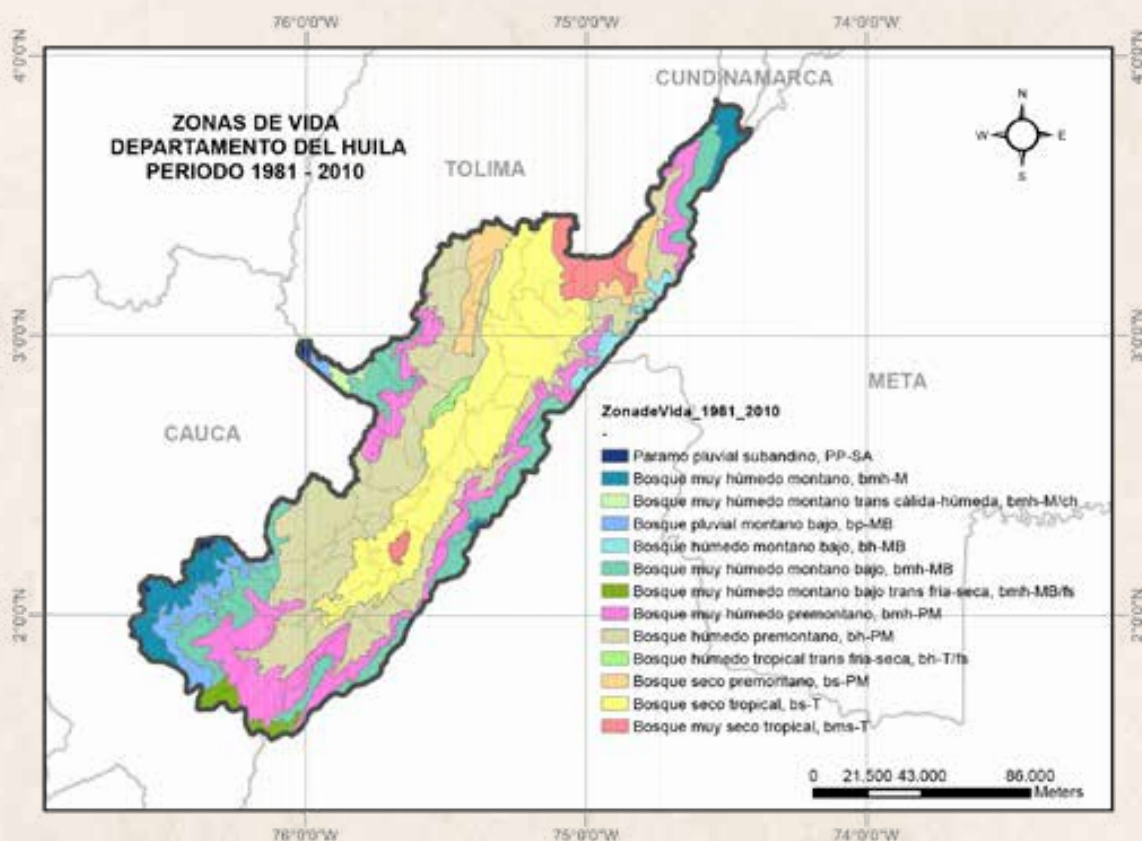 76°0'0"W 75°0'0"W 74°0'0"W
4°0'0"N 4°0'0"N
CUNDINAMARCA
ZONAS DE VIDA
DEPARTAMENTO DEL HUILA
PERIODO 1981 - 2010
N
W E
S
TOLIMA
3°0'0"N 3°0'0"N
META
CAUCA
ZonadeVida_1981_2010
-
Paramo pluvial subandino, PP-SA
Bosque muy húmedo montano, bmh-M
Bosque muy húmedo montano trans cálida-húmeda, bmh-M/ch
Bosque pluvial montano bajo, bp-MB
Bosque húmedo montano bajo, bh-MB
Bosque muy húmedo montano bajo, bmh-MB
Bosque muy húmedo montano bajo trans fria-seca, bmh-MB/fs
Bosque muy húmedo premontano, bmh-PM
Bosque húmedo premontano, bh-PM
Bosque húmedo tropical trans fria-seca, bh-T/fs
Bosque seco premontano, bs-PM
Bosque seco tropical, bs-T
Bosque muy seco tropical, bms-T
2°0'0"N 2°0'0"N
0 21.500 43.000 86.000
Meters
76°0'0"W 75°0'0"W 74°0'0"W